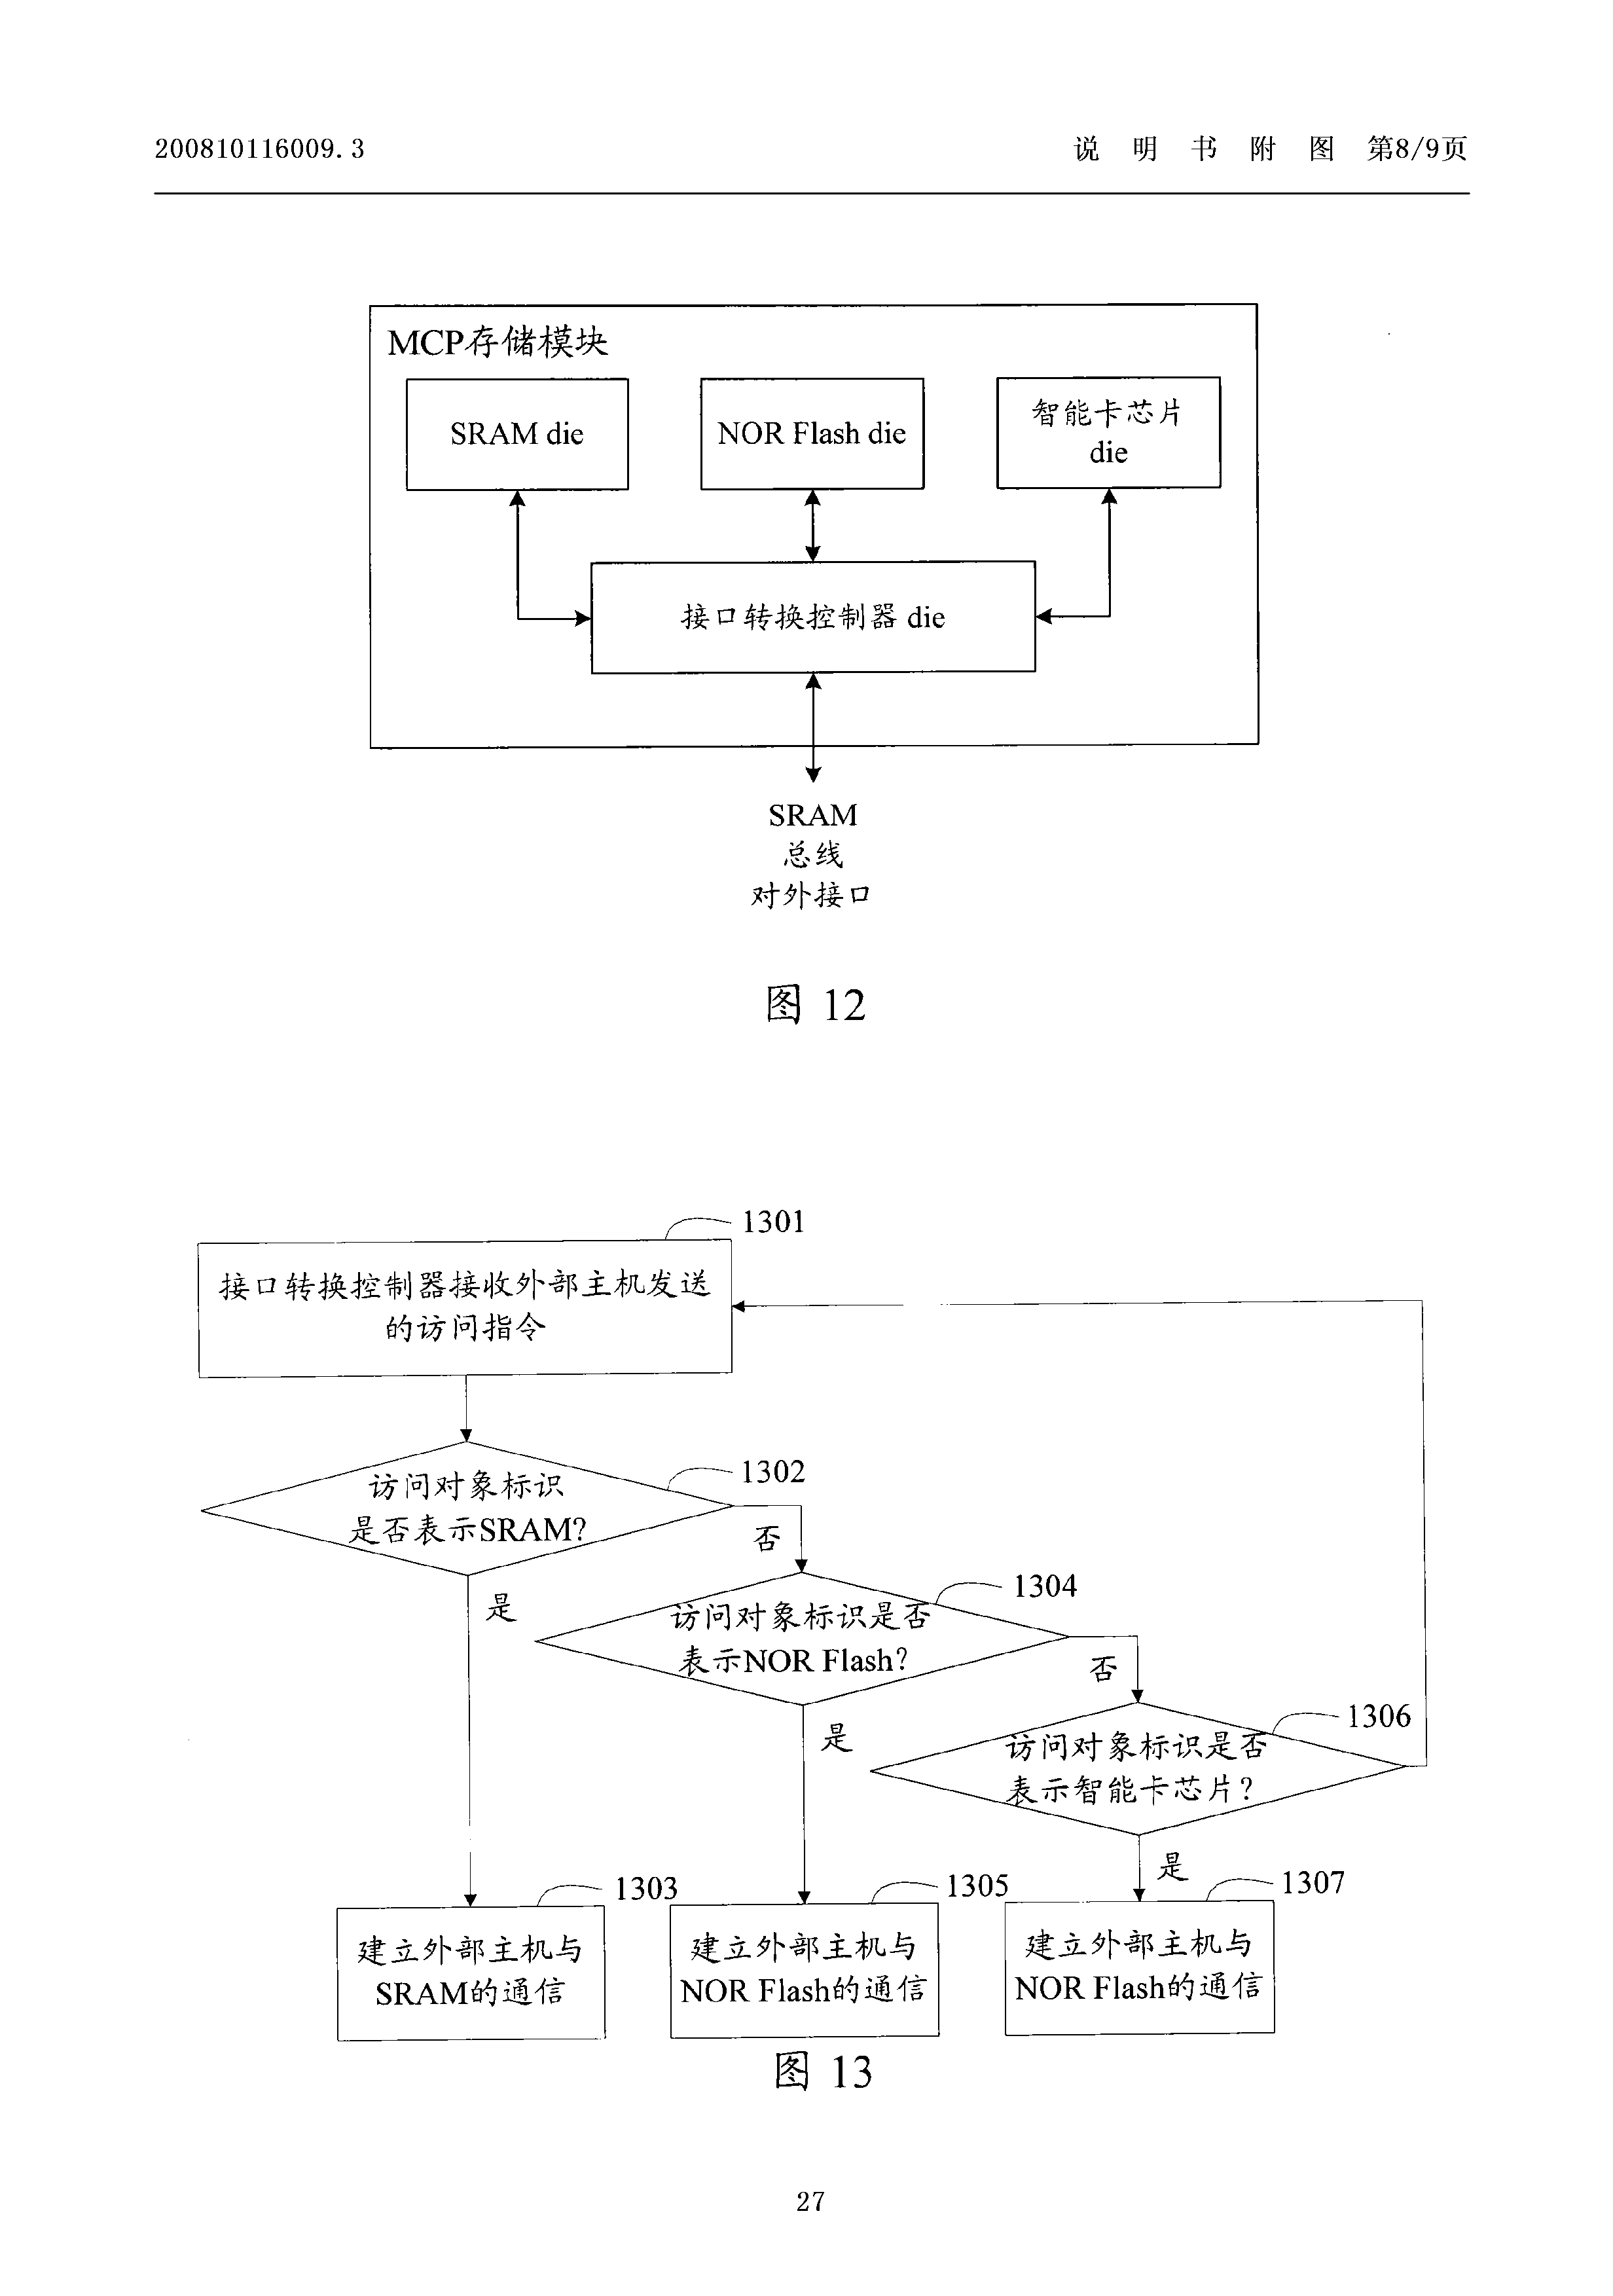 200810116009.3
说 明 书 附 图 第8/9页
MCP存储模块
SRAM die
NOR Flash die
智能卡芯片
die
接口转换控制器 die
SRAM
总线
对外接口
图 12
1301
接口转换控制器接收外部主机发送
的访问指令
1302
访问对象标识
是否表示SRAM?
否
是
1304
访问对象标识是否
表示NOR Flash?
否
是
1306
访问对象标识是否
表示智能卡芯片?
是
1303
建立外部主机与
SRAM的通信
1305
建立外部主机与
NOR Flash的通信
1307
建立外部主机与
NOR Flash的通信
图 13
27